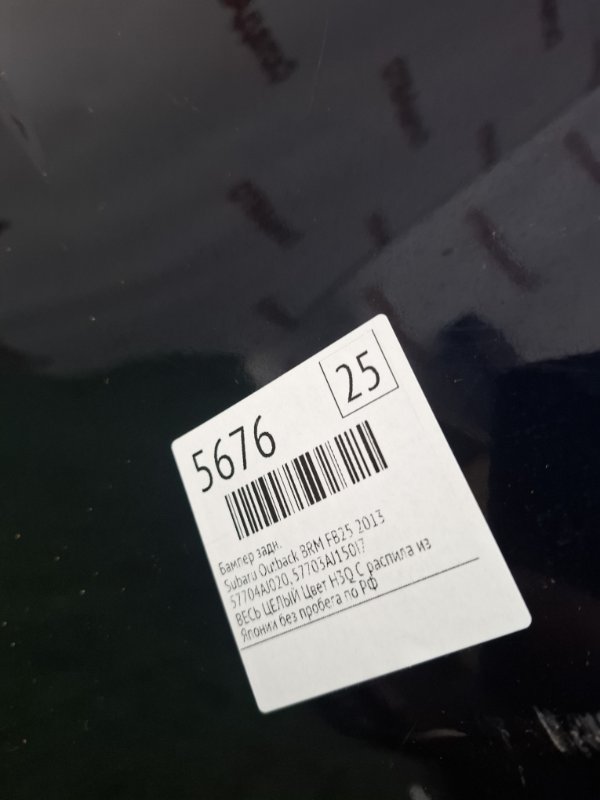 25
5676
Бампер задн.
Subaru Outback BRM FB25 2013
57704AJ020,57703AJ150I7
ВЕСЬ ЦЕЛЫЙ Цвет H3Q С распила из
Японии без пробега по РФ